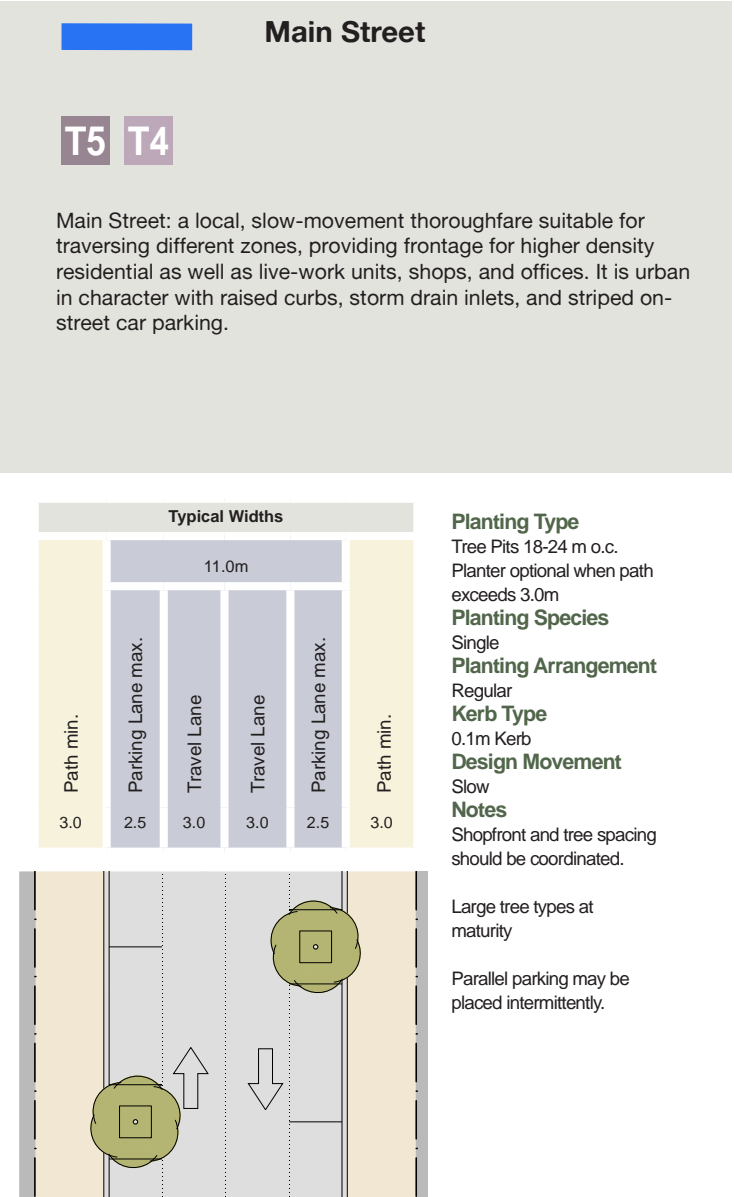 Main Street
T5 T4
Main Street: a local, slow-movement thoroughfare suitable for
traversing different zones, providing frontage for higher density
residential as well as live-work units, shops, and offices. It is urban
in character with raised curbs, storm drain inlets, and striped on-
street car parking.
Typical Widths
11.0m
Path min.
Parking Lane max.
Travel Lane
Travel Lane
Parking Lane max.
Path min.
3.0 2.5 3.0 3.0 2.5 3.0
Planting Type
Tree Pits 18-24 m o.c.
Planter optional when path
exceeds 3.0m
Planting Species
Single
Planting Arrangement
Regular
Kerb Type
0.1m Kerb
Design Movement
Slow
Notes
Shopfront and tree spacing
should be coordinated.
Large tree types at
maturity
Parallel parking may be
placed intermittently.